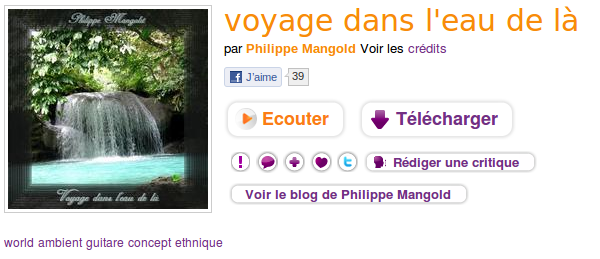 Philippe Mangold
Voyage dans l'eau de là
voyage dans l'eau de là
par Philippe Mangold Voir les crédits
J'aime 39
Ecouter Télécharger
Rédiger une critique
Voir le blog de Philippe Mangold
world ambient guitare concept ethnique